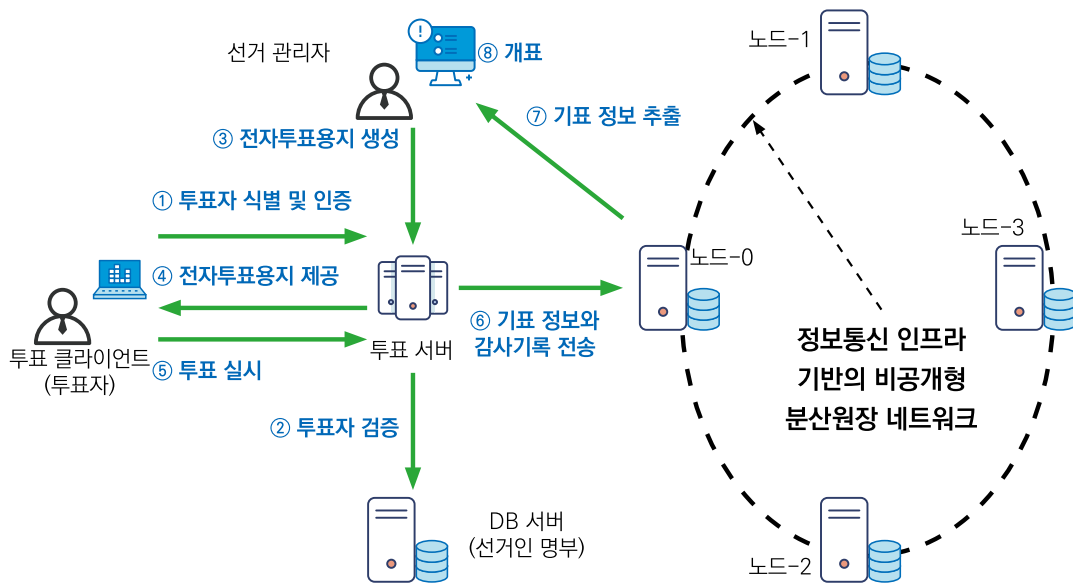 선거 관리자
⑧ 개표
③ 전자투표용지 생성
⑦ 기표 정보 추출
노드-1
① 투표자 식별 및 인증
④ 전자투표용지 제공
투표 클라이언트
(투표자)
⑤ 투표 실시
투표 서버
⑥ 기표 정보와
감사기록 전송
노드-0
노드-3
정보통신 인프라
기반의 비공개형
분산원장 네트워크
② 투표자 검증
DB 서버
(선거인 명부)
노드-2